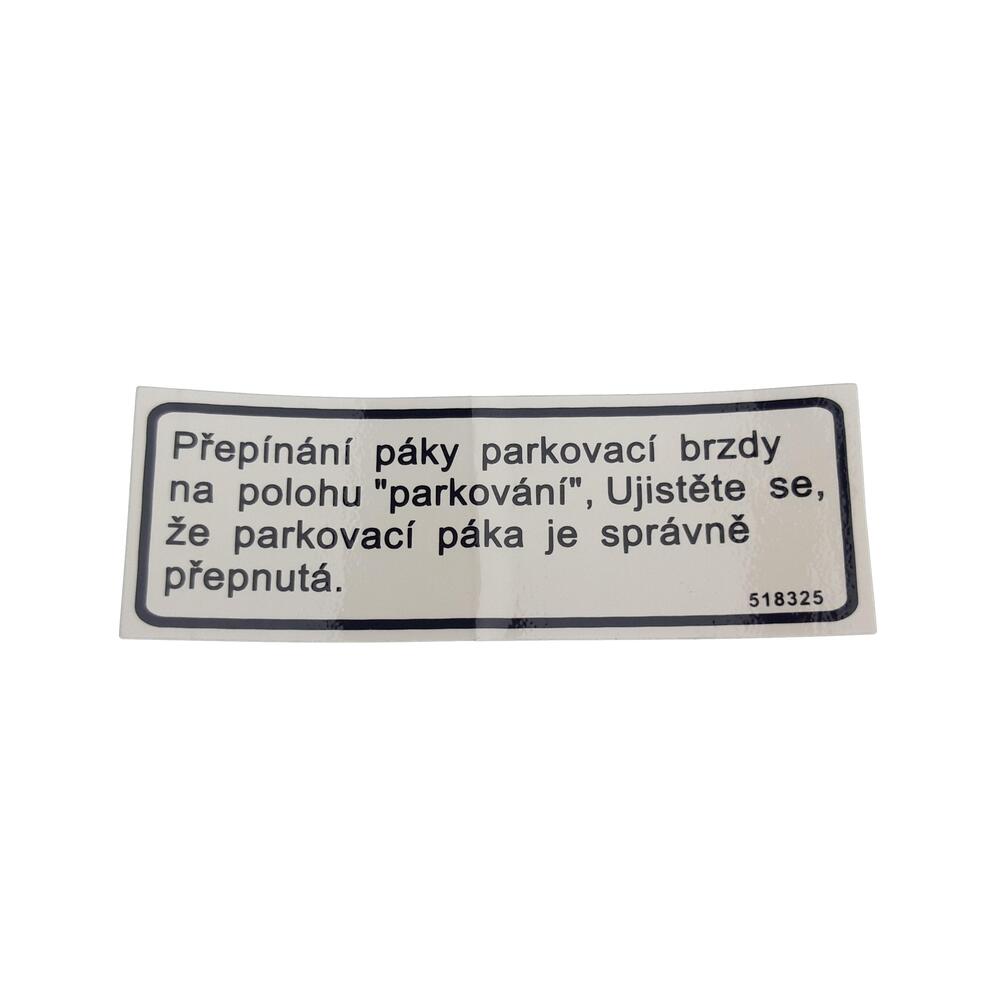 Přepínání páky parkovací brzdy
na polohu "parkování", Ujistěte se,
že parkovací páka je správně
přepnutá.
518325